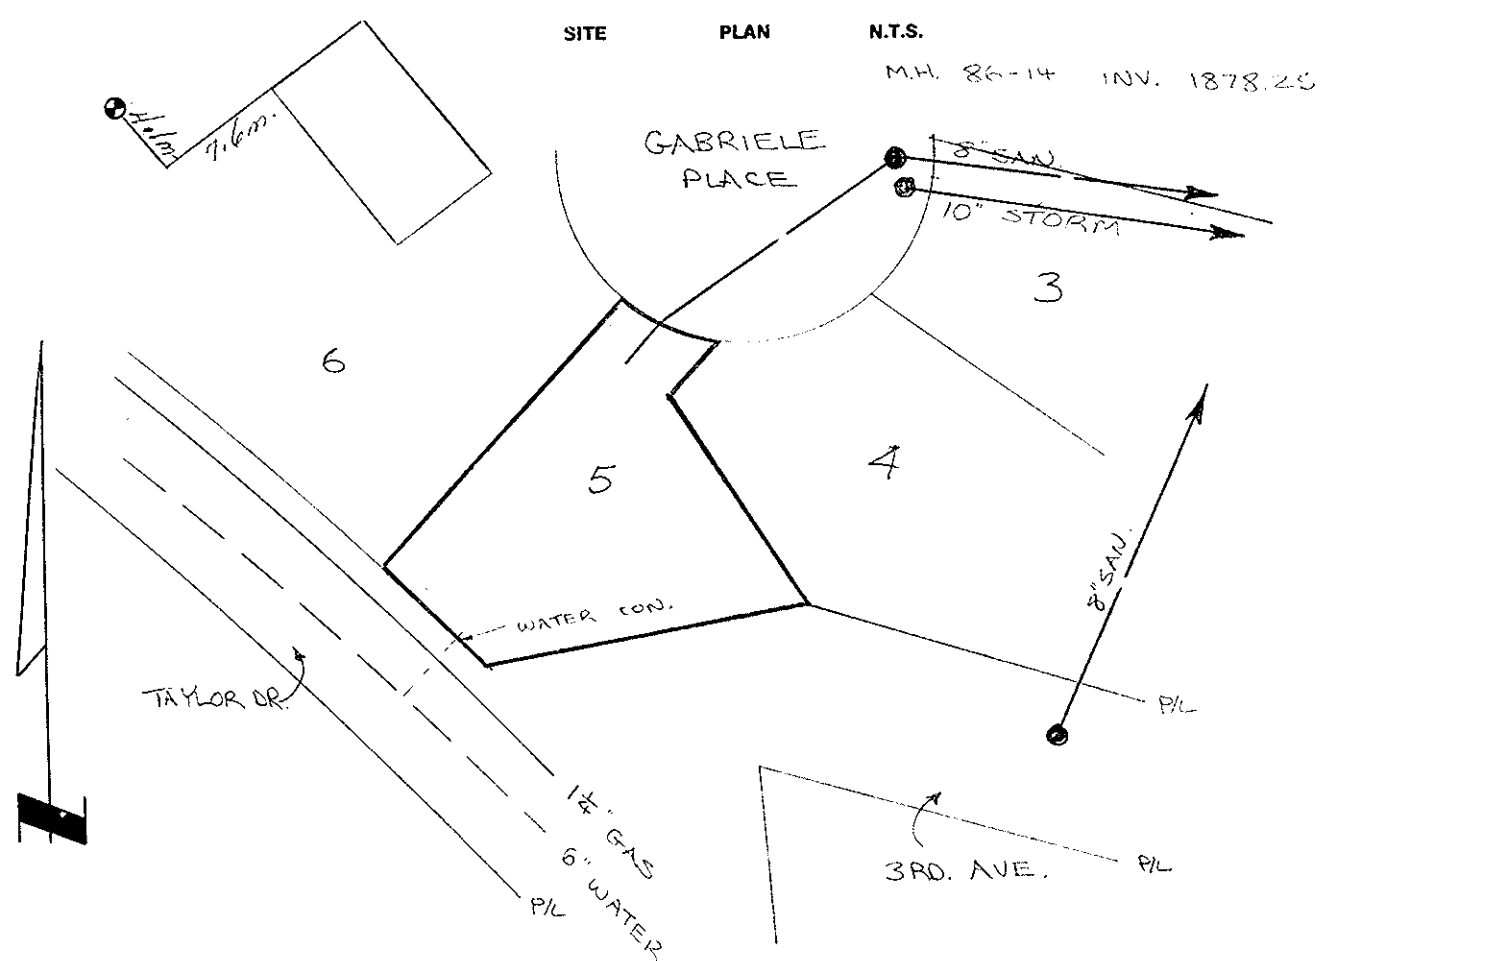 SITE PLAN N.T.S.
M.H. 86-14 INV. 1878.25
GABRIELE
PLACE
8" SAN.
10" STORM
7.6m.
3
6
4
5
8" SAN.
WATER CON.
TAYLOR DR.
P/L
1¼" GAS
6" WATER
3RD. AVE.
P/L
P/L